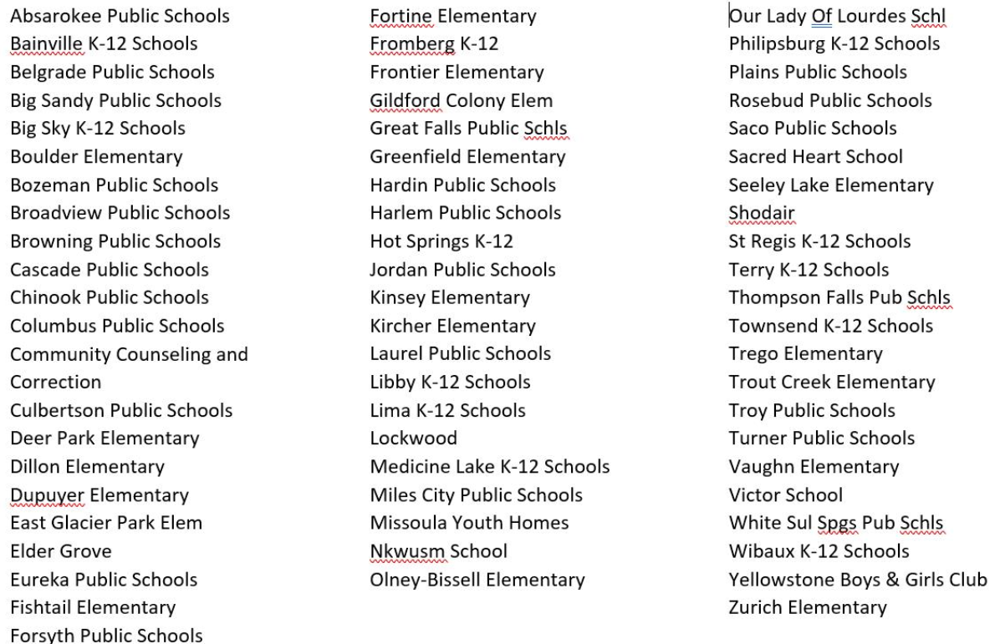 Absarokee Public Schools
Bainville K-12 Schools
Belgrade Public Schools
Big Sandy Public Schools
Big Sky K-12 Schools
Boulder Elementary
Bozeman Public Schools
Broadview Public Schools
Browning Public Schools
Cascade Public Schools
Chinook Public Schools
Columbus Public Schools
Community Counseling and
Correction
Culbertson Public Schools
Deer Park Elementary
Dillon Elementary
Dupuyer Elementary
East Glacier Park Elem
Elder Grove
Eureka Public Schools
Fishtail Elementary
Forsyth Public Schools
Fortine Elementary
Fromberg K-12
Frontier Elementary
Gildford Colony Elem
Great Falls Public Schls
Greenfield Elementary
Hardin Public Schools
Harlem Public Schools
Hot Springs K-12
Jordan Public Schools
Kinsey Elementary
Kircher Elementary
Laurel Public Schools
Libby K-12 Schools
Lima K-12 Schools
Lockwood
Medicine Lake K-12 Schools
Miles City Public Schools
Missoula Youth Homes
Nkwusm School
Olney-Bissell Elementary
Our Lady Of Lourdes Schl
Philipsburg K-12 Schools
Plains Public Schools
Rosebud Public Schools
Saco Public Schools
Sacred Heart School
Seeley Lake Elementary
Shodair
St Regis K-12 Schools
Terry K-12 Schools
Thompson Falls Pub Schls
Townsend K-12 Schools
Trego Elementary
Trout Creek Elementary
Troy Public Schools
Turner Public Schools
Vaughn Elementary
Victor School
White Sul Spgs Pub Schls
Wibaux K-12 Schools
Yellowstone Boys & Girls Club
Zurich Elementary